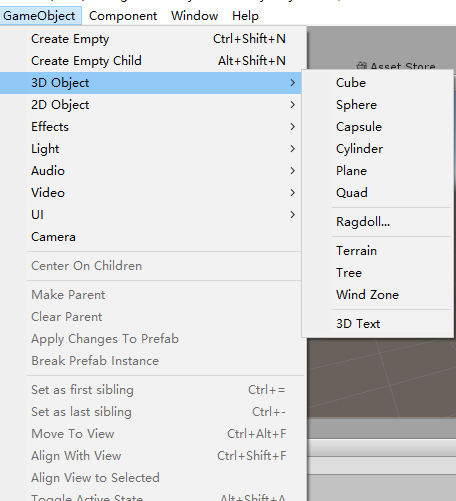 GameObject Component Window Help
Create Empty Ctrl+Shift+N
Create Empty Child Alt+Shift+N
3D Object
2D Object
Effects
Light
Audio
Video
UI
Camera
Center On Children
Make Parent
Clear Parent
Apply Changes To Prefab
Break Prefab Instance
Set as first sibling Ctrl+=
Set as last sibling Ctrl+-
Move To View Ctrl+Alt+F
Align With View Ctrl+Shift+F
Align View to Selected
Toggle Active State Alt+Shift+A
Asset Store
Cube
Sphere
Capsule
Cylinder
Plane
Quad
Ragdoll...
Terrain
Tree
Wind Zone
3D Text